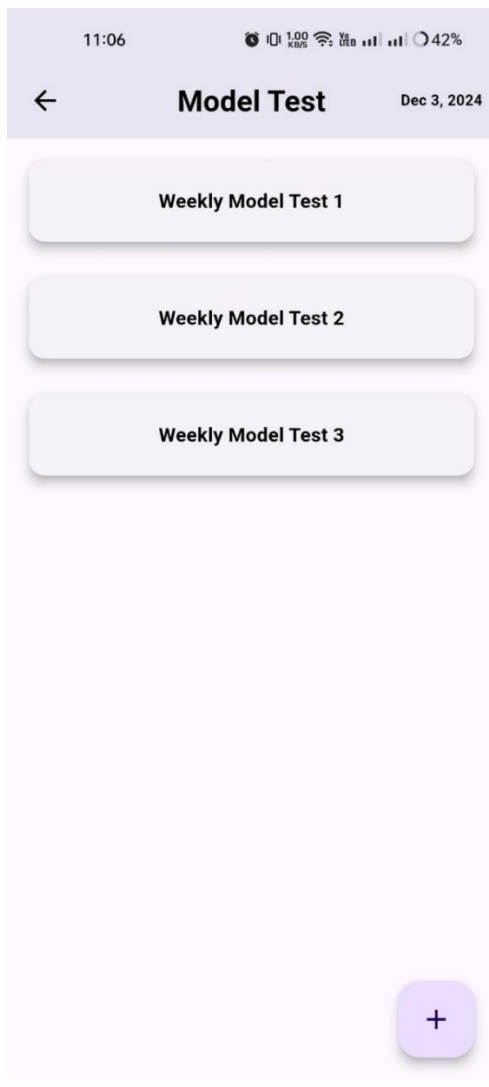 11:06 1.00 KB/S 42%
Model Test Dec 3, 2024
Weekly Model Test 1
Weekly Model Test 2
Weekly Model Test 3
+